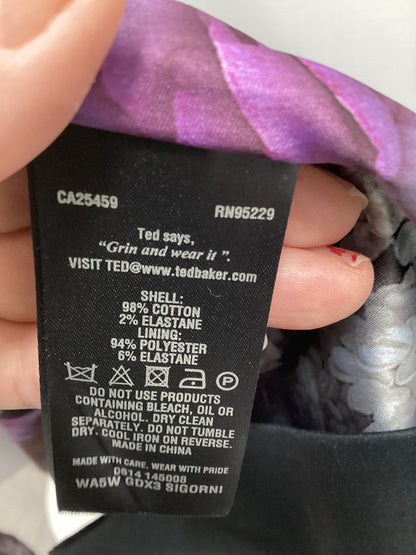 CA25459 RN95229
Ted says,
"Grin and wear it".
VISIT TED@www.tedbaker.com
SHELL:
98% COTTON
2% ELASTANE
LINING:
94% POLYESTER
6% ELASTANE
P
DO NOT USE PRODUCTS
CONTAINING BLEACH, OIL OR
ALCOHOL. DRY CLEAN
SEPARATELY. DO NOT TUMBLE
DRY. COOL IRON ON REVERSE.
MADE IN CHINA
MADE WITH CARE, WEAR WITH PRIDE
0614 145008
WA5W GDX3 SIGORNI